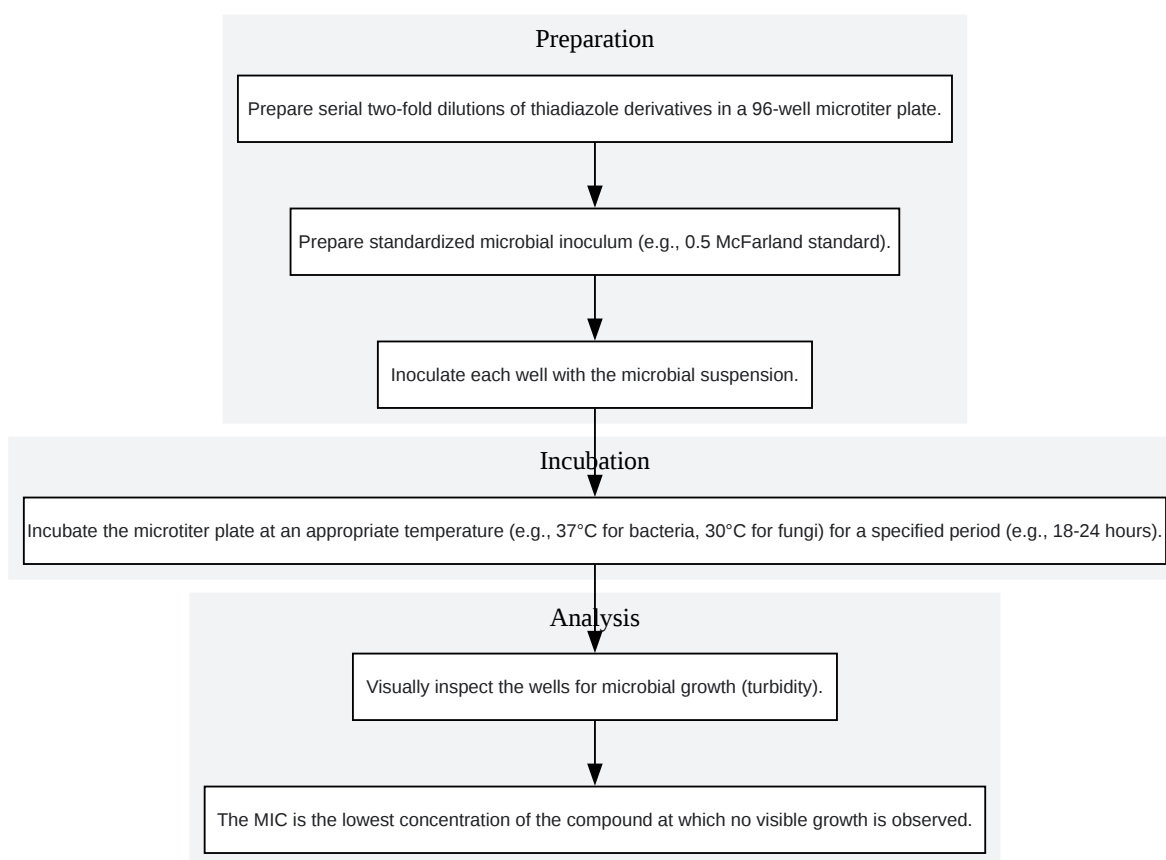 Preparation
Prepare serial two-fold dilutions of thiadiazole derivatives in a 96-well microtiter plate.
Prepare standardized microbial inoculum (e.g., 0.5 McFarland standard).
Inoculate each well with the microbial suspension.
Incubation
Incubate the microtiter plate at an appropriate temperature (e.g., 37°C for bacteria, 30°C for fungi) for a specified period (e.g., 18-24 hours).
Analysis
Visually inspect the wells for microbial growth (turbidity).
The MIC is the lowest concentration of the compound at which no visible growth is observed.